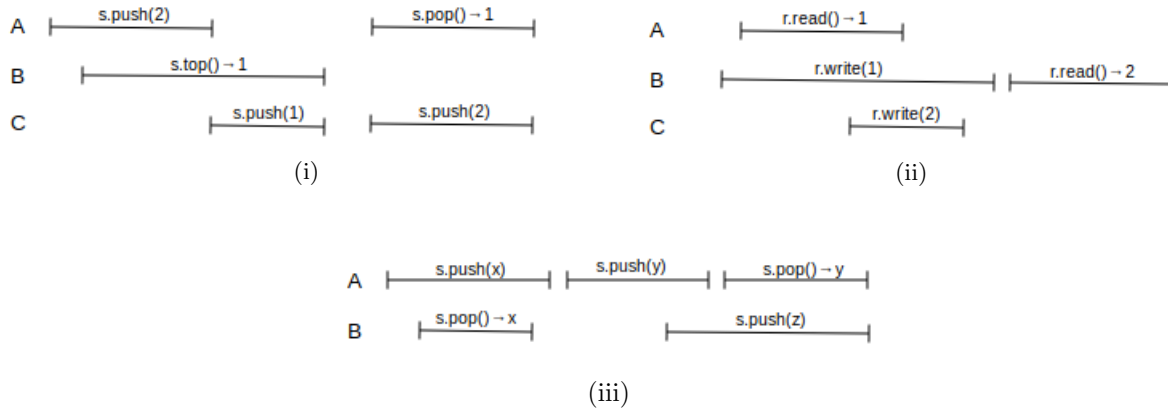 A s.push(2) s.pop()→1
B s.top()→1
C s.push(1) s.push(2)
(i)
A r.read()→1
B r.write(1) r.read()→2
C r.write(2)
(ii)
A s.push(x) s.push(y) s.pop()→y
B s.pop()→x s.push(z)
(iii)